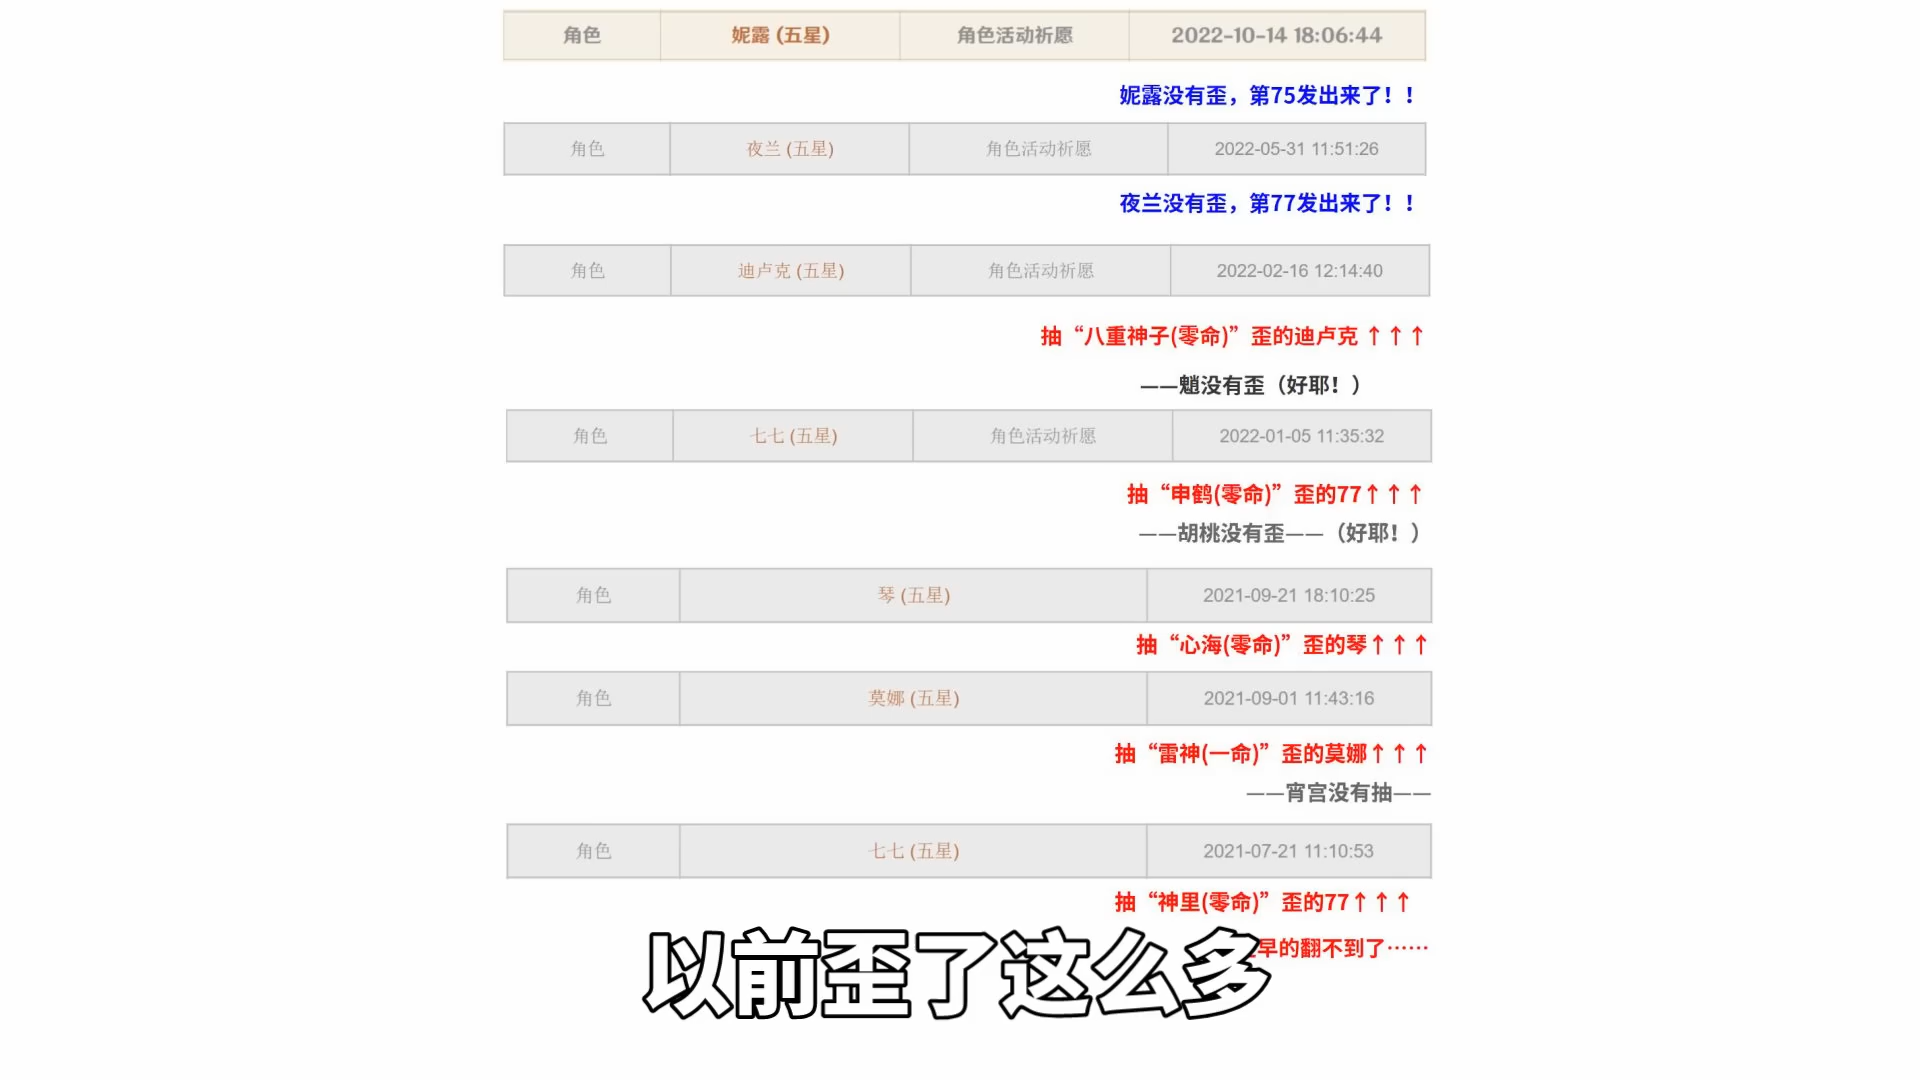 角色 妮露 (五星) 角色活动祈愿 2022-10-14 18:06:44
妮露没有歪，第75发出来了！！
角色 夜兰 (五星) 角色活动祈愿 2022-05-31 11:51:26
夜兰没有歪，第77发出来了！！
角色 迪卢克 (五星) 角色活动祈愿 2022-02-16 12:14:40
抽“八重神子(零命)”歪的迪卢克 ↑ ↑ ↑
——魈没有歪（好耶！）
角色 七七 (五星) 角色活动祈愿 2022-01-05 11:35:32
抽“申鹤(零命)”歪的77↑ ↑ ↑
——胡桃没有歪——（好耶！）
角色 琴 (五星) 2021-09-21 18:10:25
抽“心海(零命)”歪的琴↑ ↑ ↑
角色 莫娜 (五星) 2021-09-01 11:43:16
抽“雷神(一命)”歪的莫娜↑ ↑ ↑
——宵宫没有抽——
角色 七七 (五星) 2021-07-21 11:10:53
抽“神里(零命)”歪的77↑ ↑ ↑
早的翻不到了……
以前歪了这么多